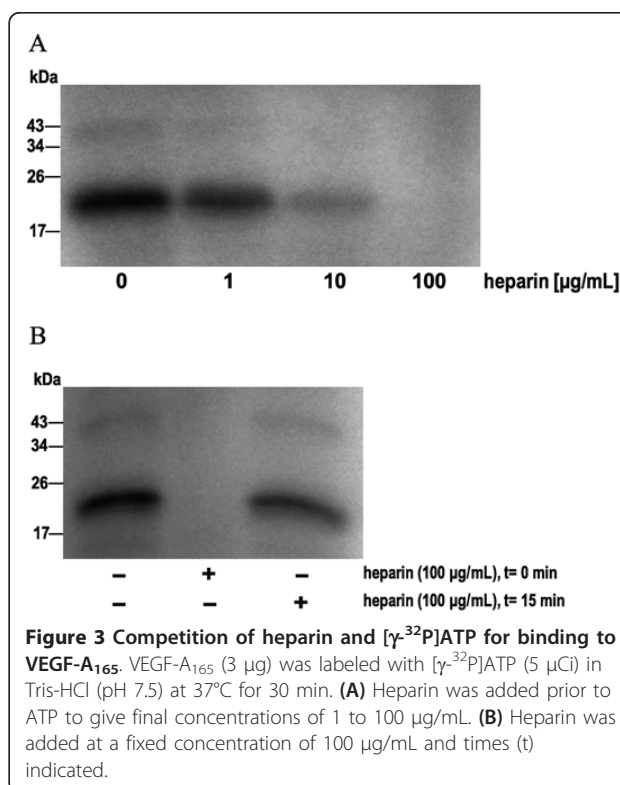 A
kDa
43
34
26
17
0 1 10 100 heparin [µg/mL]
B
kDa
43
34
26
17
– + – heparin (100 µg/mL), t= 0 min
– – + heparin (100 µg/mL), t= 15 min
Figure 3 Competition of heparin and [γ-³²P]ATP for binding to
VEGF-A₁₆₅. VEGF-A₁₆₅ (3 µg) was labeled with [γ-³²P]ATP (5 µCi) in
Tris-HCl (pH 7.5) at 37°C for 30 min. (A) Heparin was added prior to
ATP to give final concentrations of 1 to 100 µg/mL. (B) Heparin was
added at a fixed concentration of 100 µg/mL and times (t)
indicated.